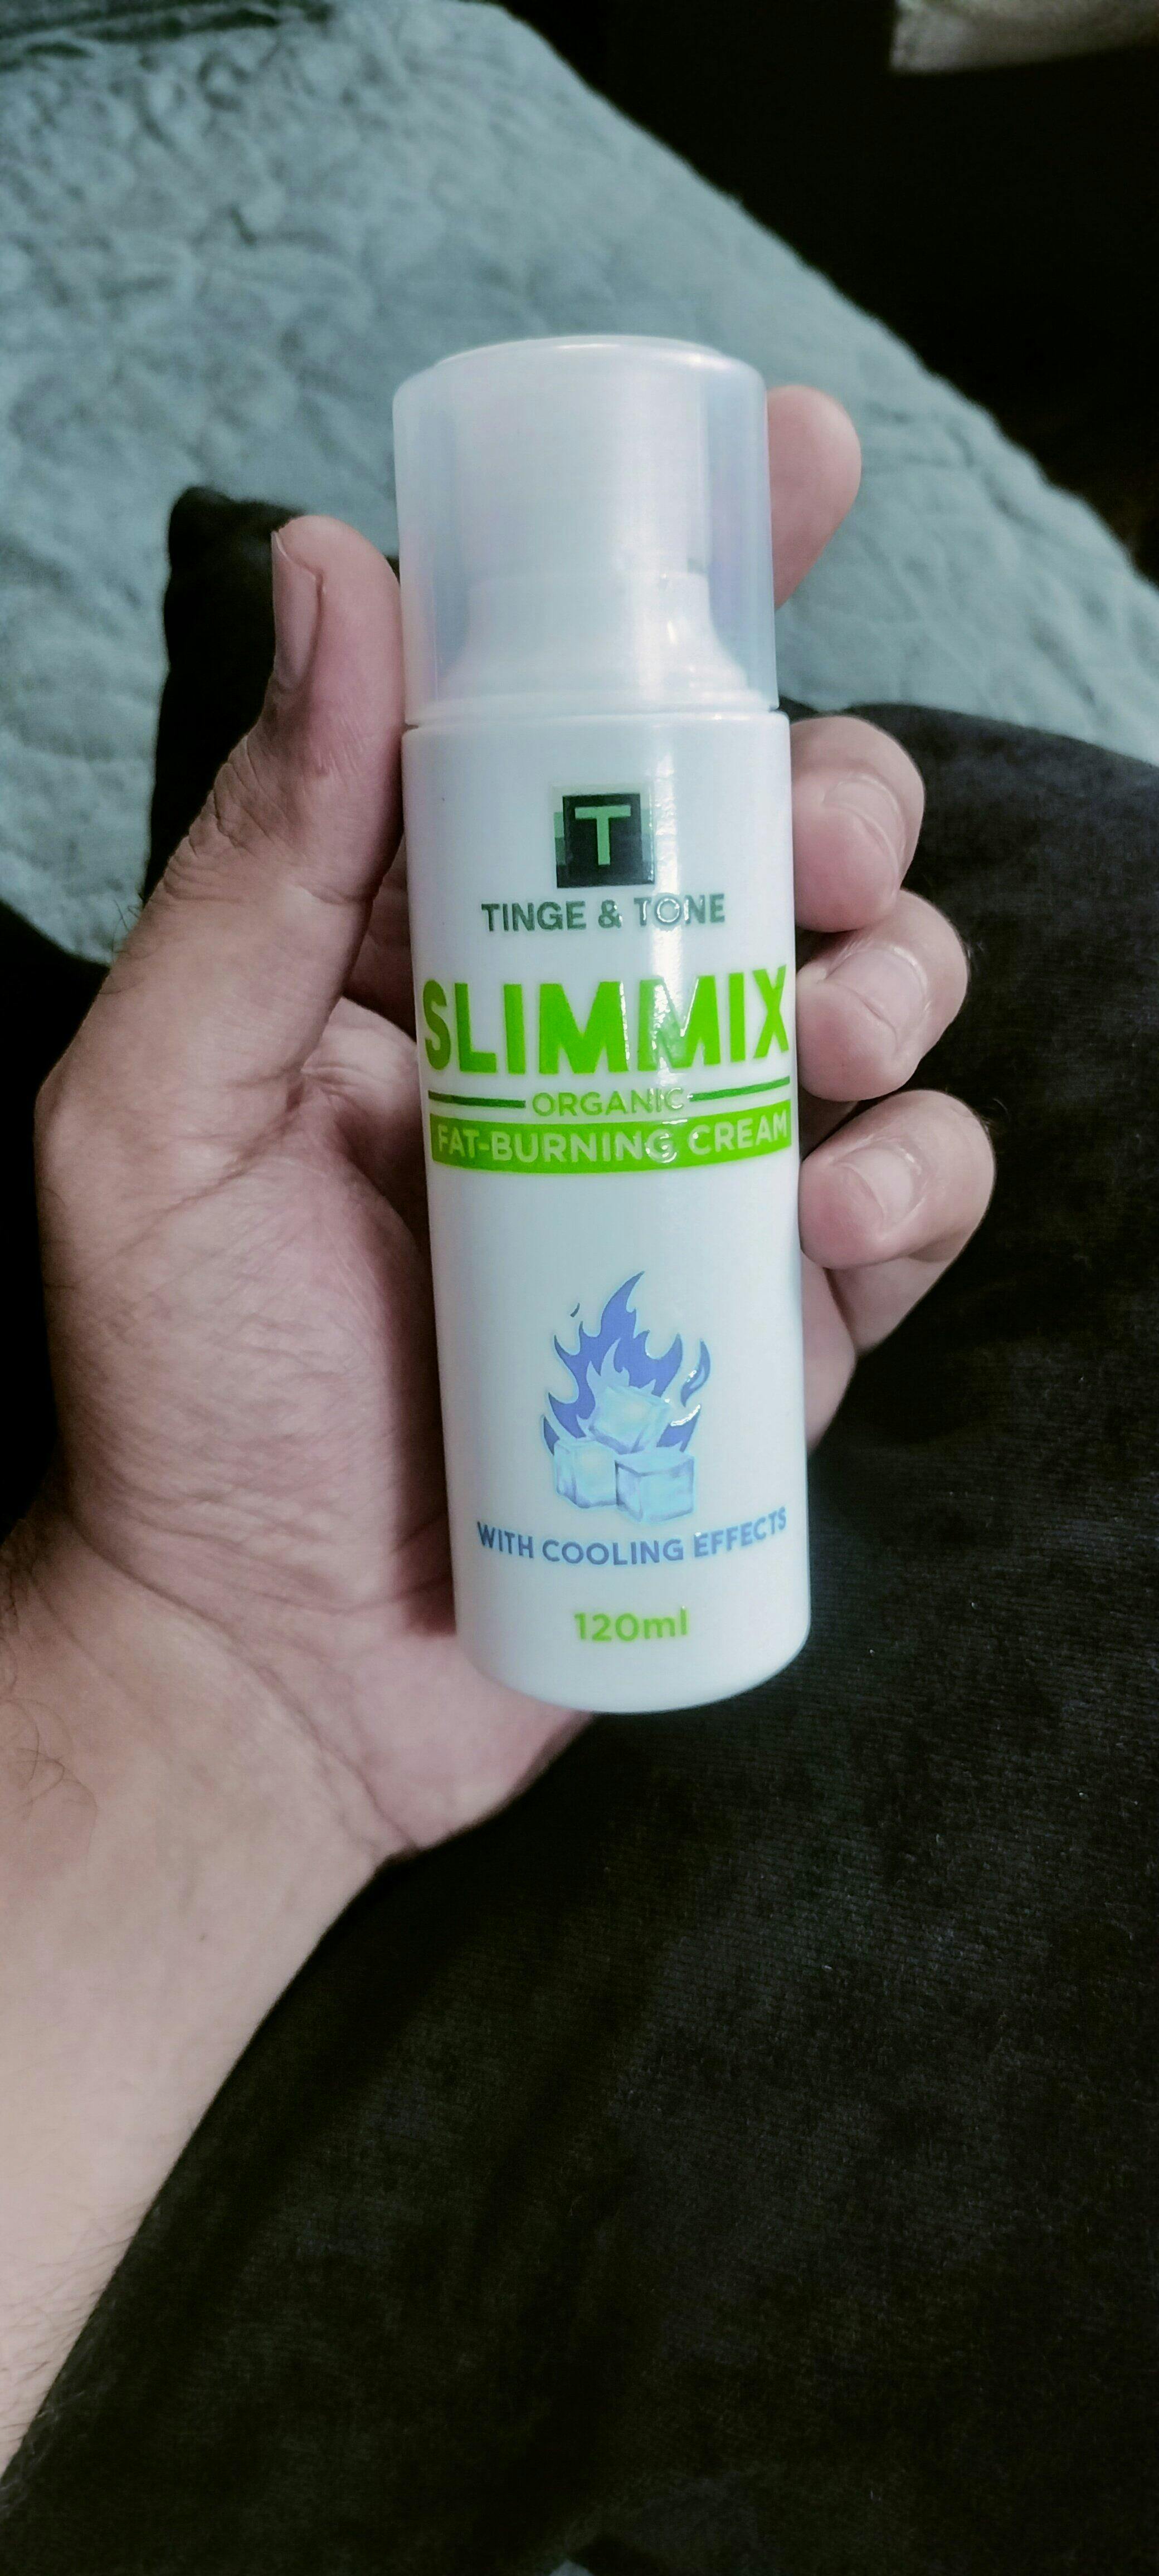 T
TINGE & TONE
SLIMMIX
ORGANIC
FAT-BURNING CREAM
WITH COOLING EFFECTS
120ml